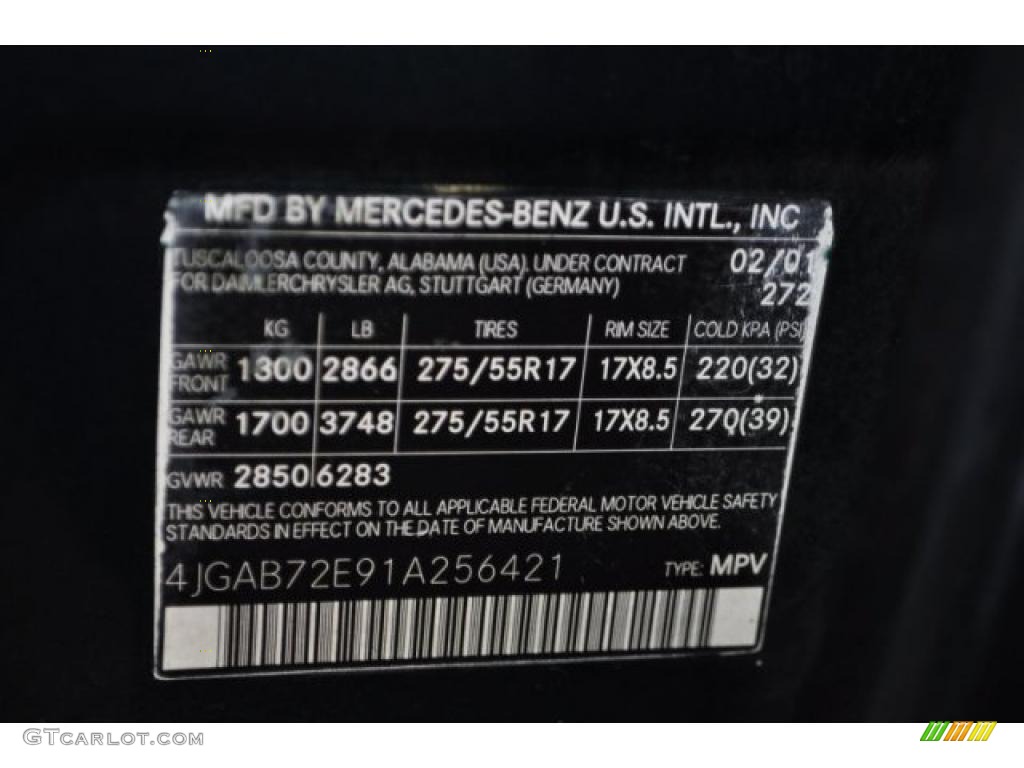 MFD BY MERCEDES-BENZ U.S. INTL., INC
TUSCALOOSA COUNTY, ALABAMA (USA), UNDER CONTRACT 02/01
FOR DAIMLERCHRYSLER AG, STUTTGART (GERMANY) 272
KG LB TIRES RIM SIZE COLD KPA (PSI)
GAWR FRONT 1300 2866 275/55R17 17X8.5 220(32)
GAWR REAR 1700 3748 275/55R17 17X8.5 270(39)
GVWR 2850 6283
THIS VEHICLE CONFORMS TO ALL APPLICABLE FEDERAL MOTOR VEHICLE SAFETY
STANDARDS IN EFFECT ON THE DATE OF MANUFACTURE SHOWN ABOVE.
4JGAB72E91A256421 TYPE: MPV
GTCARLOT.COM